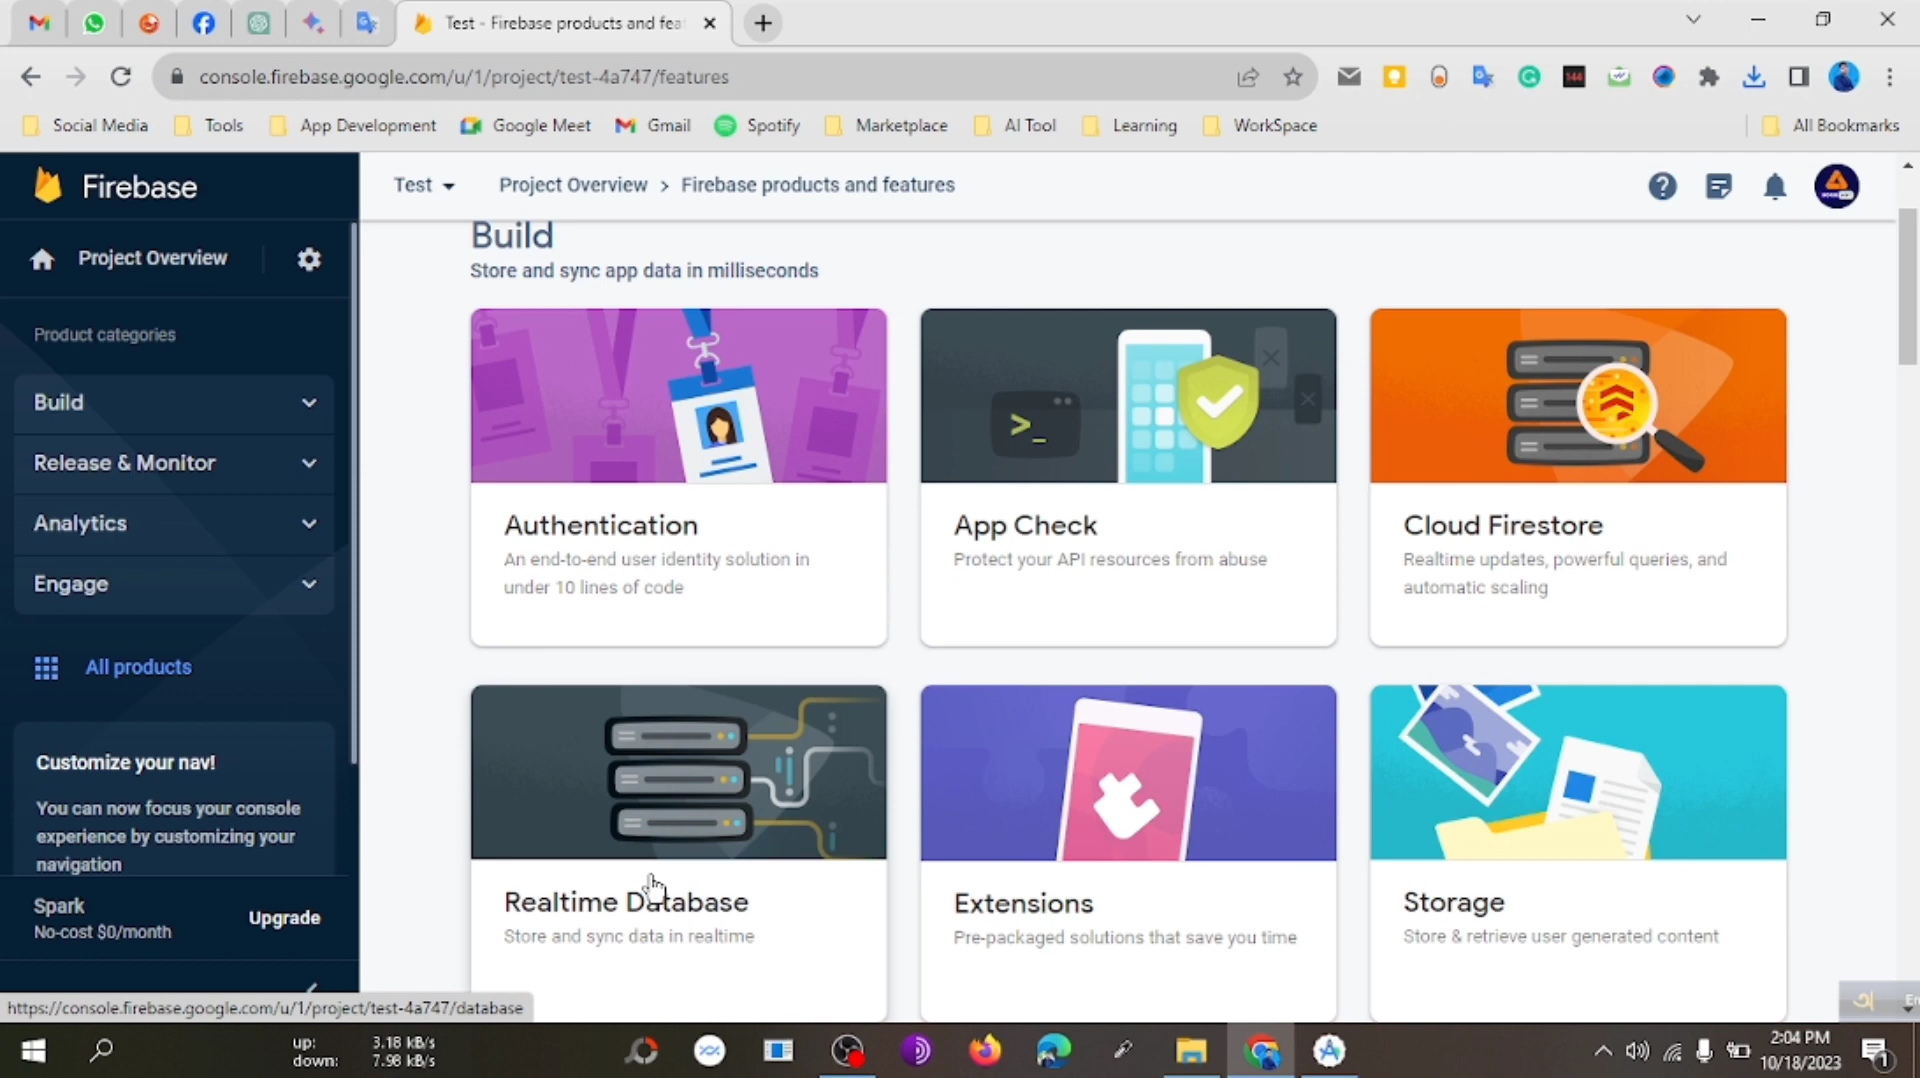 Test - Firebase products and fea
console.firebase.google.com/u/1/project/test-4a747/features
144
Social Media
Tools
App Development
Google Meet
Gmail
Spotify
Marketplace
AI Tool
Learning
WorkSpace
All Bookmarks
Firebase
Test
Project Overview > Firebase products and features
Project Overview
Product categories
Build
Release & Monitor
Analytics
Engage
All products
Customize your nav!
You can now focus your console
experience by customizing your
navigation
Spark
No-cost $0/month
Upgrade
Build
Store and sync app data in milliseconds
Authentication
An end-to-end user identity solution in
under 10 lines of code
App Check
Protect your API resources from abuse
Cloud Firestore
Realtime updates, powerful queries, and
automatic scaling
Realtime Database
Store and sync data in realtime
Extensions
Pre-packaged solutions that save you time
Storage
Store & retrieve user generated content
https://console.firebase.google.com/u/1/project/test-4a747/database
up: 3.18 kB/s
down: 7.98 kB/s
2:04 PM
10/18/2023
1